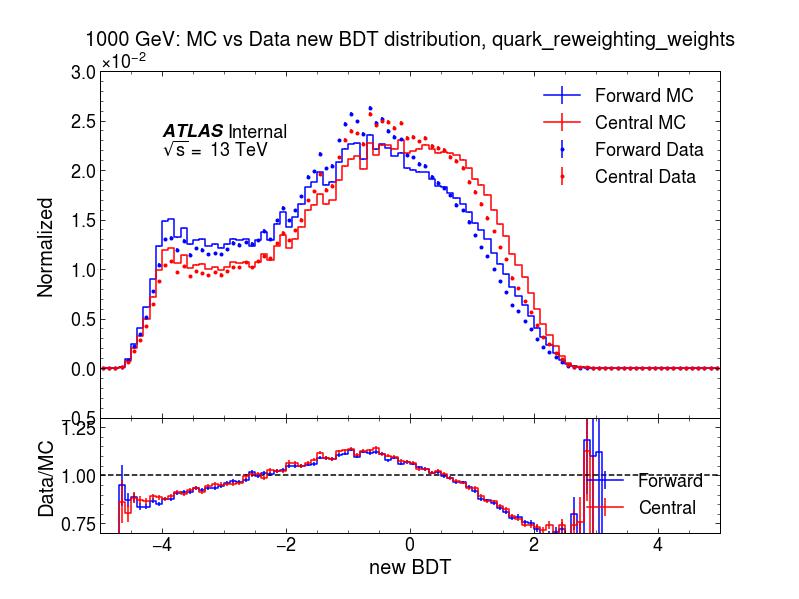 1000 GeV: MC vs Data new BDT distribution, quark_reweighting_weights
×10⁻²
3.0
2.5
2.0
1.5
1.0
0.5
0.0
−0.5
Normalized
ATLAS Internal
√s = 13 TeV
Forward MC
Central MC
Forward Data
Central Data
1.25
1.00
0.75
Data/MC
Forward
Central
−4 −2 0 2 4
new BDT